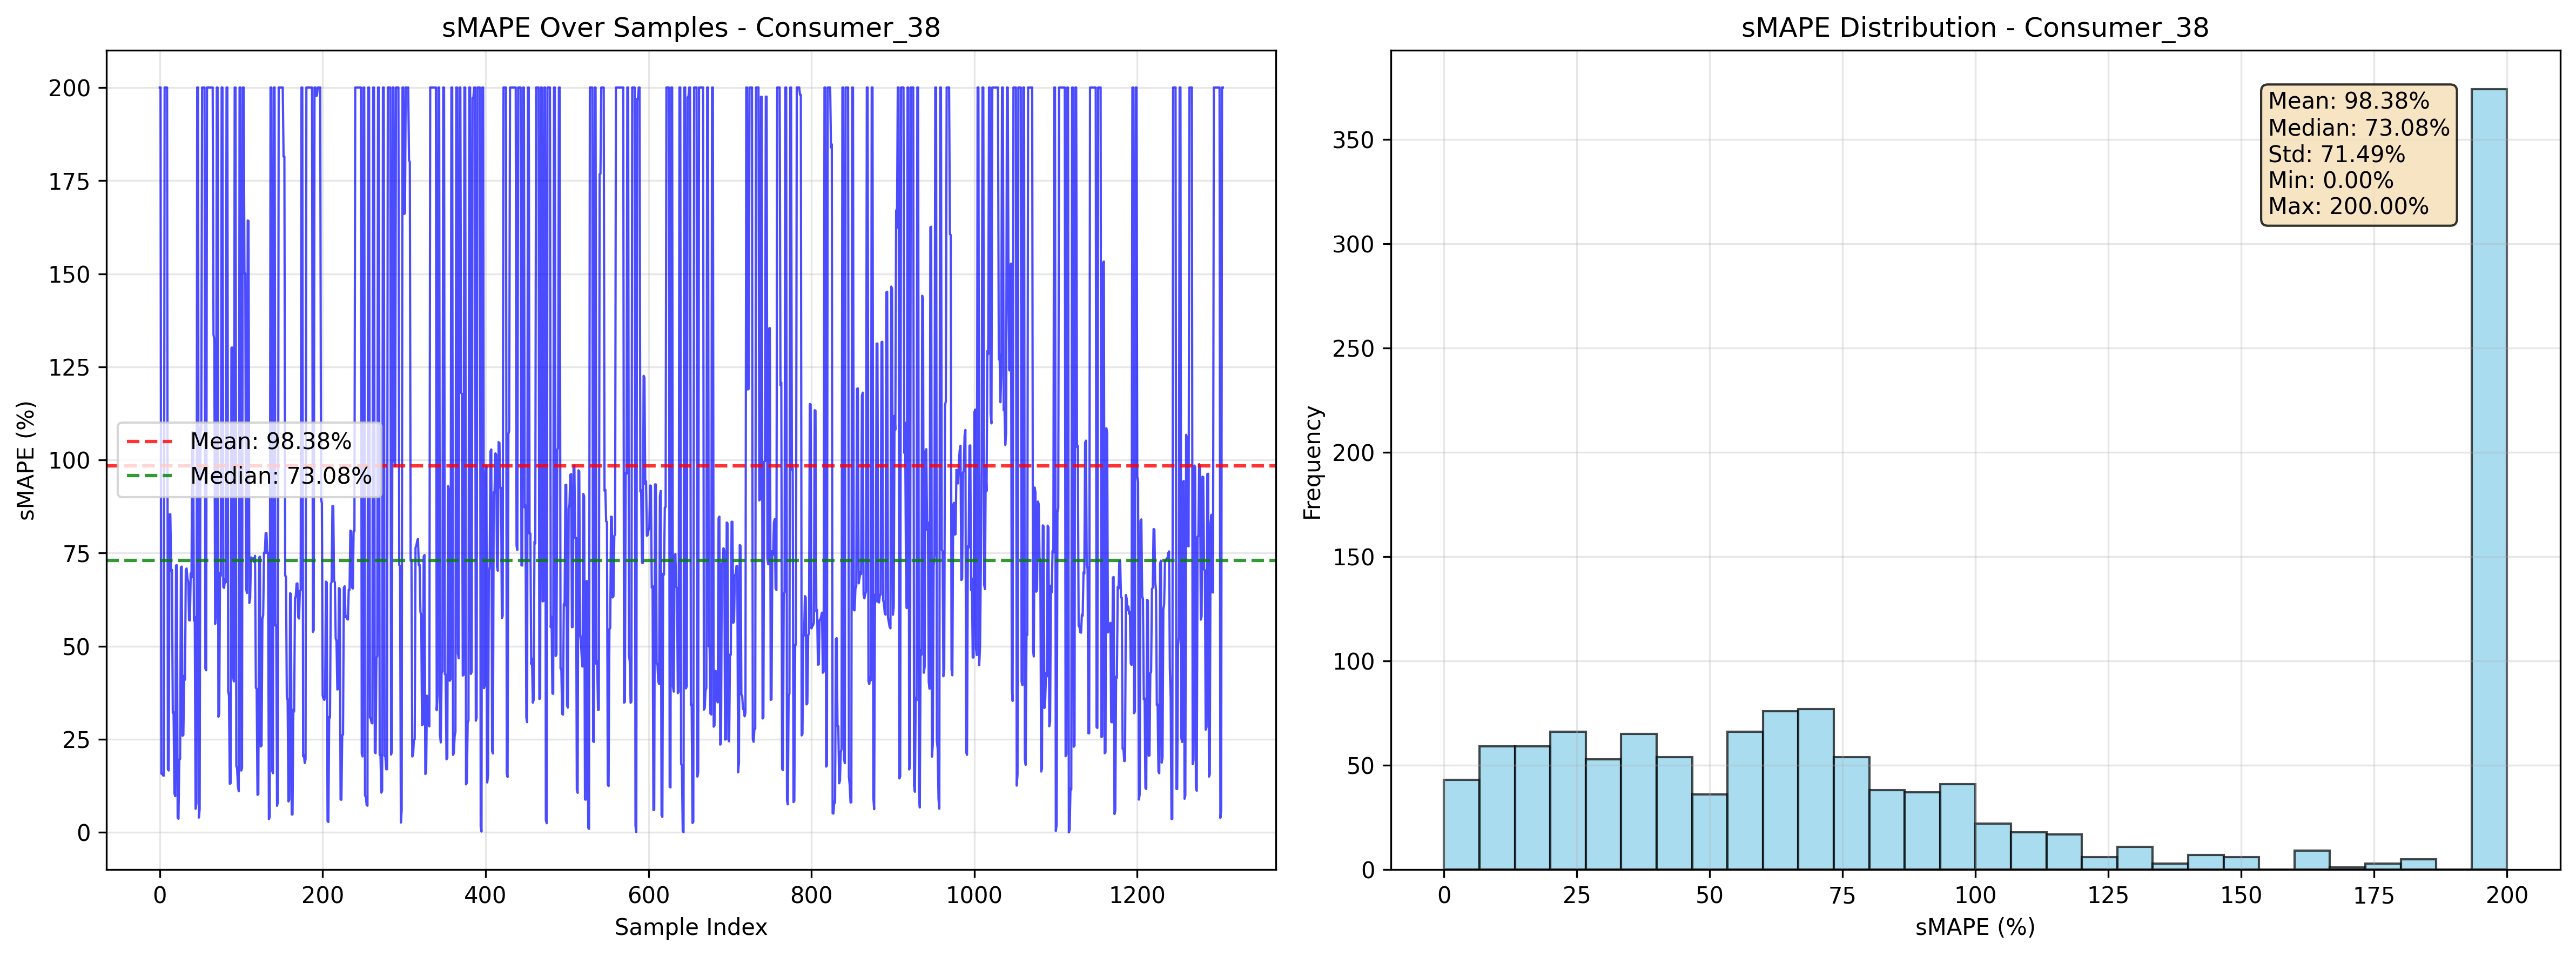 sMAPE Over Samples - Consumer_38
sMAPE (%)
200
175
150
125
100
75
50
25
0
Mean: 98.38%
Median: 73.08%
0 200 400 600 800 1000 1200
Sample Index
sMAPE Distribution - Consumer_38
Frequency
350
300
250
200
150
100
50
0
Mean: 98.38%
Median: 73.08%
Std: 71.49%
Min: 0.00%
Max: 200.00%
0 25 50 75 100 125 150 175 200
sMAPE (%)